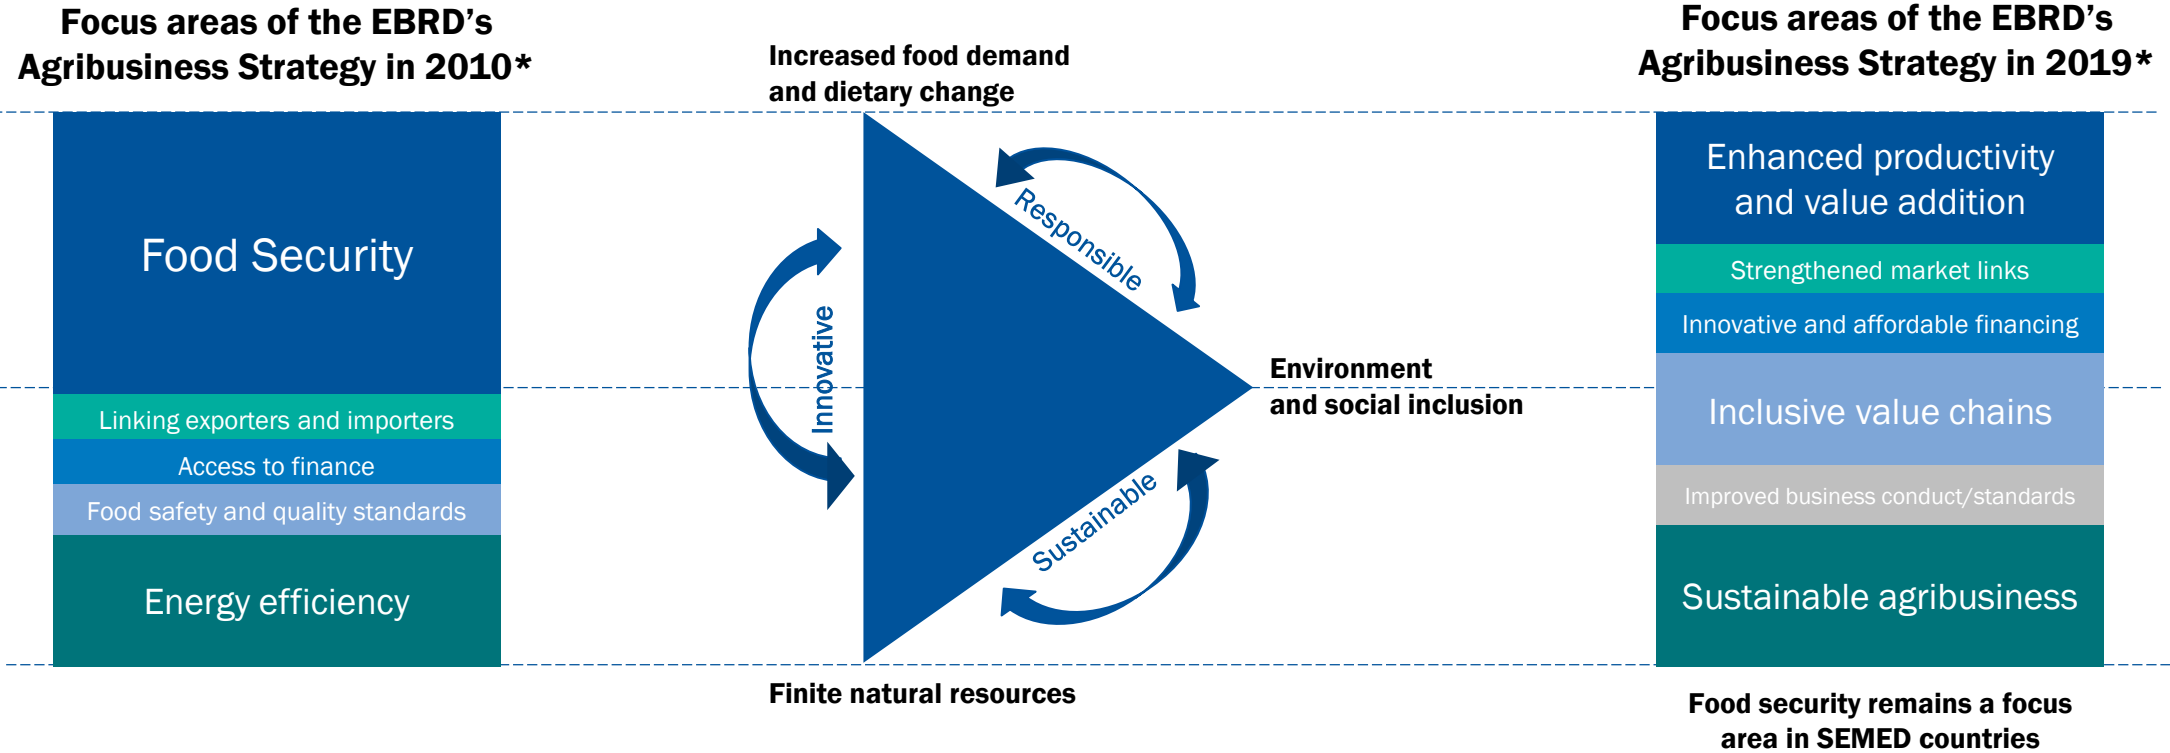 Focus areas of the EBRD's
Agribusiness Strategy in 2010*
Food Security
Linking exporters and importers
Access to finance
Food safety and quality standards
Energy efficiency
Increased food demand
and dietary change
Responsible
Innovative
Environment
and social inclusion
Sustainable
Finite natural resources
Focus areas of the EBRD's
Agribusiness Strategy in 2019*
Enhanced productivity
and value addition
Strengthened market links
Innovative and affordable financing
Inclusive value chains
Improved business conduct/standards
Sustainable agribusiness
Food security remains a focus
area in SEMED countries